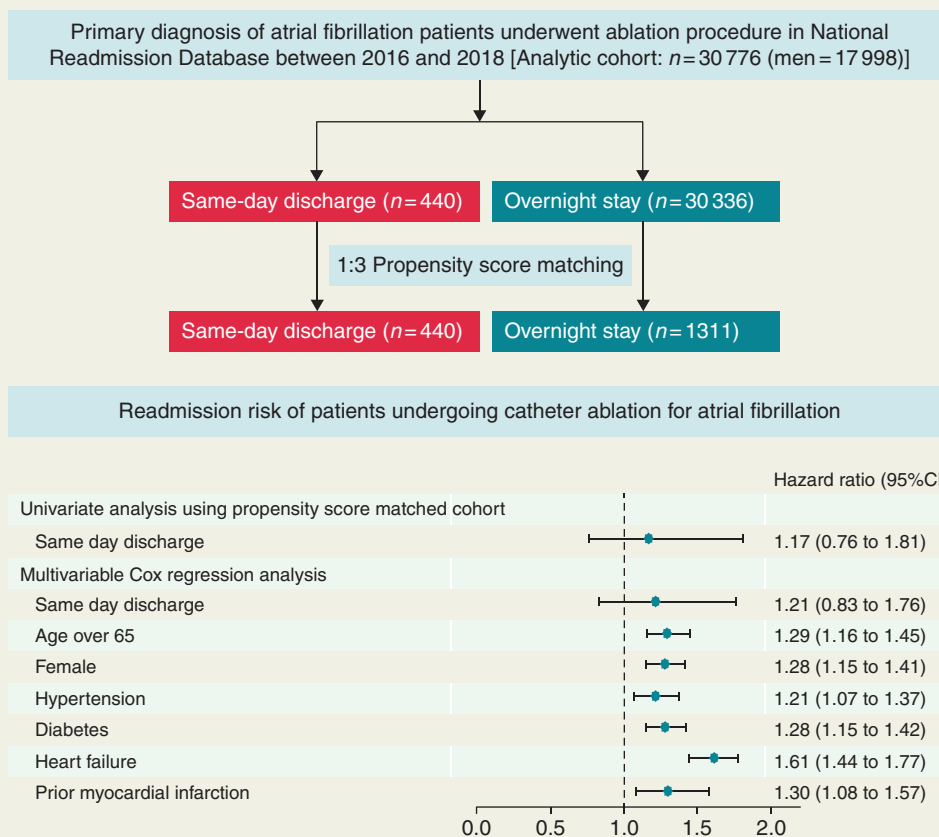 Primary diagnosis of atrial fibrillation patients underwent ablation procedure in National
Readmission Database between 2016 and 2018 [Analytic cohort: n=30 776 (men=17 998)]
Same-day discharge (n=440) Overnight stay (n=30 336)
1:3 Propensity score matching
Same-day discharge (n=440) Overnight stay (n=1311)
Readmission risk of patients undergoing catheter ablation for atrial fibrillation
Hazard ratio (95%CI
Univariate analysis using propensity score matched cohort
Same day discharge 1.17 (0.76 to 1.81)
Multivariable Cox regression analysis
Same day discharge 1.21 (0.83 to 1.76)
Age over 65 1.29 (1.16 to 1.45)
Female 1.28 (1.15 to 1.41)
Hypertension 1.21 (1.07 to 1.37)
Diabetes 1.28 (1.15 to 1.42)
Heart failure 1.61 (1.44 to 1.77)
Prior myocardial infarction 1.30 (1.08 to 1.57)
0.0 0.5 1.0 1.5 2.0